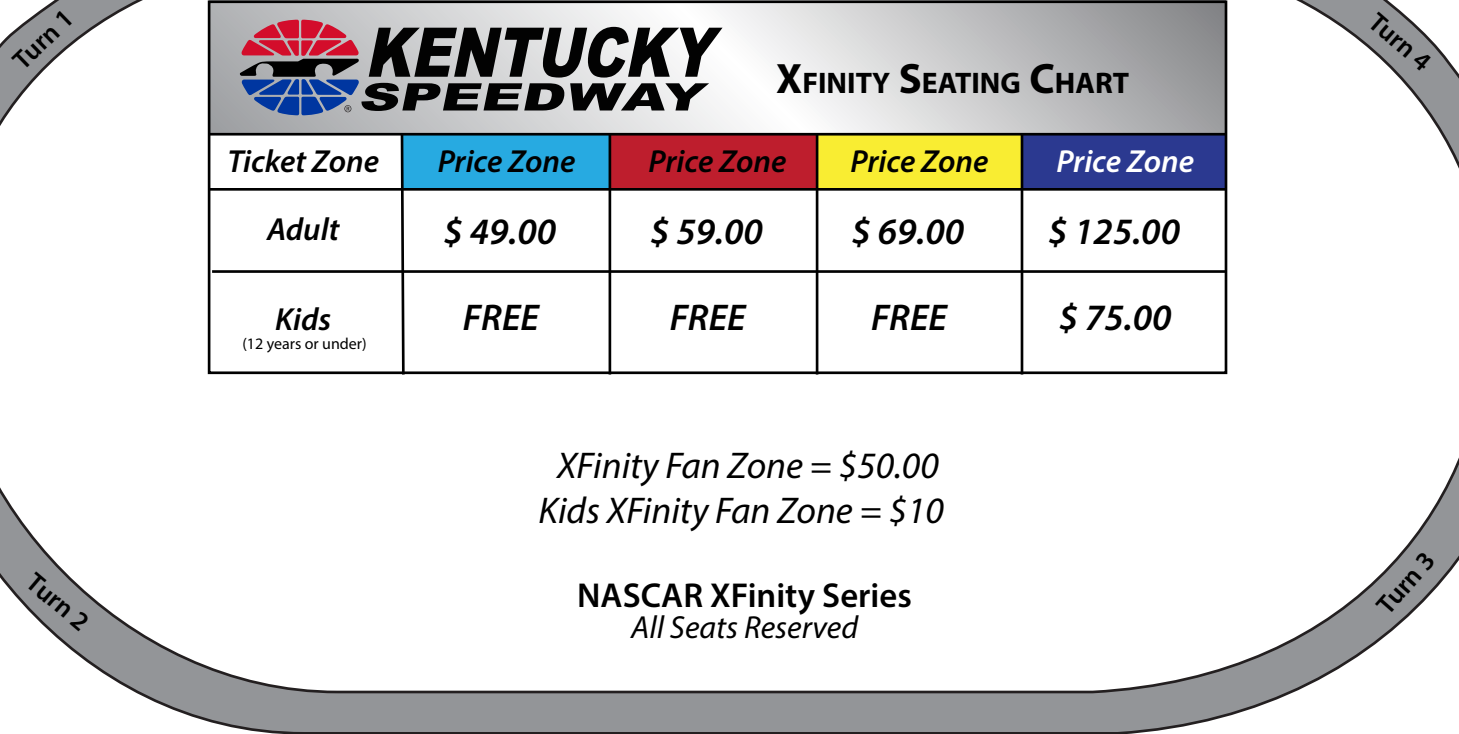 Turn 1
Turn 4
KENTUCKY
SPEEDWAY®
XFINITY SEATING CHART
Ticket Zone Price Zone Price Zone Price Zone Price Zone
Adult $ 49.00 $ 59.00 $ 69.00 $ 125.00
Kids FREE FREE FREE $ 75.00
(12 years or under)
XFinity Fan Zone = $50.00
Kids XFinity Fan Zone = $10
Turn 2
Turn 3
NASCAR XFinity Series
All Seats Reserved